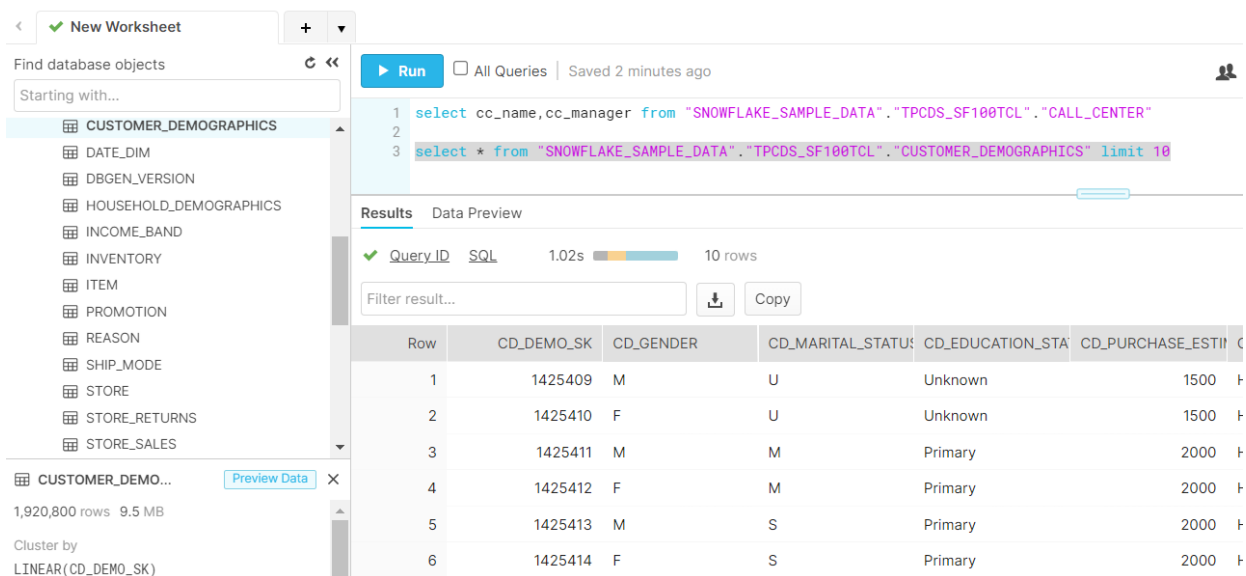 New Worksheet
+
Find database objects
Starting with...
CUSTOMER_DEMOGRAPHICS
DATE_DIM
DBGEN_VERSION
HOUSEHOLD_DEMOGRAPHICS
INCOME_BAND
INVENTORY
ITEM
PROMOTION
REASON
SHIP_MODE
STORE
STORE_RETURNS
STORE_SALES
CUSTOMER_DEMO... Preview Data
1,920,800 rows 9.5 MB
Cluster by
LINEAR(CD_DEMO_SK)
Run All Queries Saved 2 minutes ago
1 select cc_name,cc_manager from "SNOWFLAKE_SAMPLE_DATA"."TPCDS_SF100TCL"."CALL_CENTER"
2
3 select * from "SNOWFLAKE_SAMPLE_DATA"."TPCDS_SF100TCL"."CUSTOMER_DEMOGRAPHICS" limit 10
Results Data Preview
Query ID SQL 1.02s 10 rows
Filter result... Copy
Row CD_DEMO_SK CD_GENDER CD_MARITAL_STATUS CD_EDUCATION_STA CD_PURCHASE_ESTI
1 1425409 M U Unknown 1500
2 1425410 F U Unknown 1500
3 1425411 M M Primary 2000
4 1425412 F M Primary 2000
5 1425413 M S Primary 2000
6 1425414 F S Primary 2000